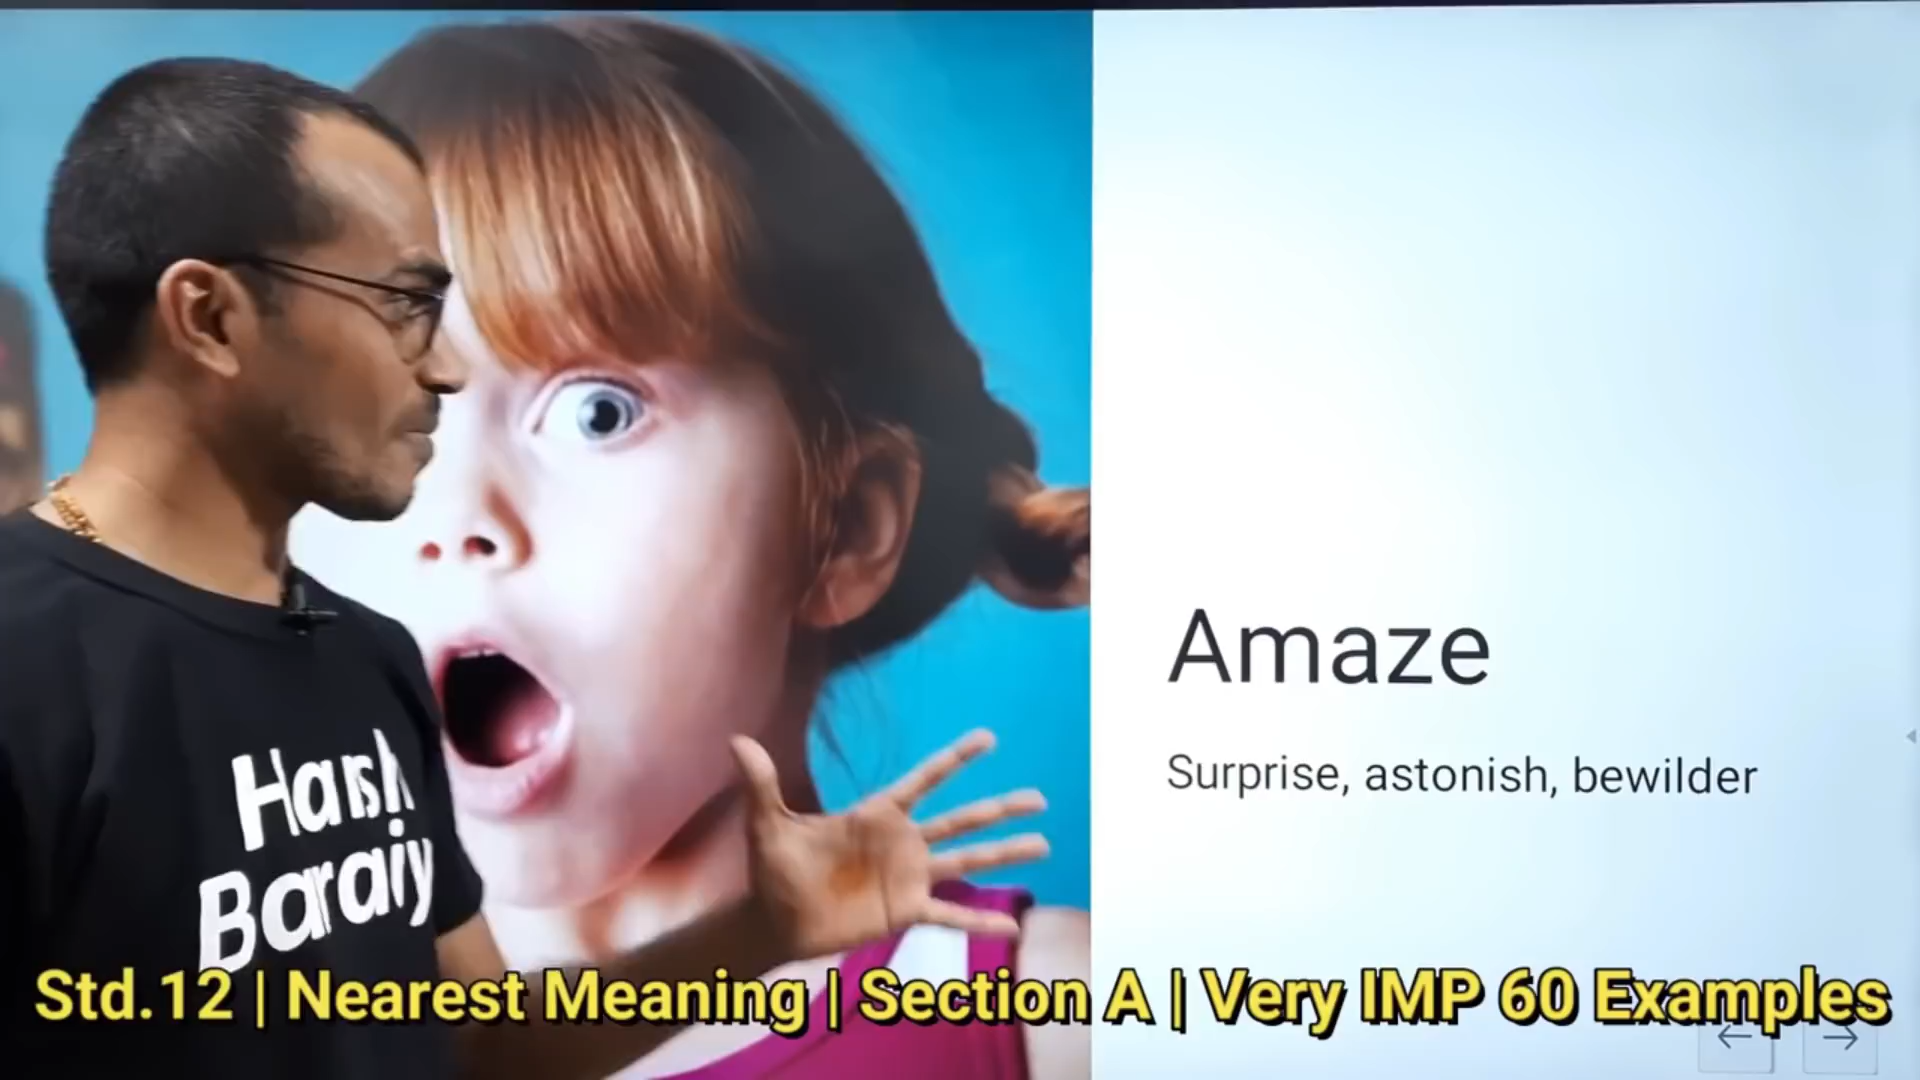 Amaze
Surprise, astonish, bewilder
Harsh
Baraiy
Std.12 | Nearest Meaning | Section A | Very IMP 60 Examples